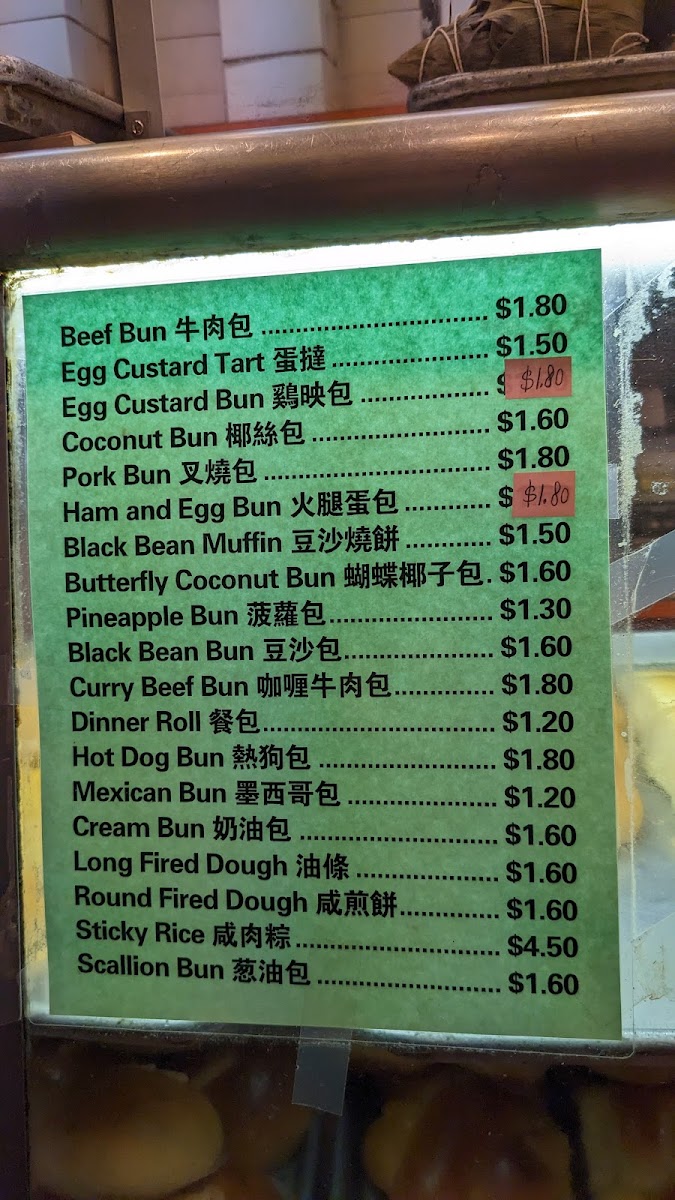 Beef Bun 牛肉包 ................................ $1.80
Egg Custard Tart 蛋撻 ...................... $1.50
Egg Custard Bun 鷄映包 .................. $ $1.80
Coconut Bun 椰絲包 ......................... $1.60
Pork Bun 叉燒包 ................................ $1.80
Ham and Egg Bun 火腿蛋包 ............ $ $1.80
Black Bean Muffin 豆沙燒餅 ............ $1.50
Butterfly Coconut Bun 蝴蝶椰子包. $1.60
Pineapple Bun 菠蘿包....................... $1.30
Black Bean Bun 豆沙包..................... $1.60
Curry Beef Bun 咖喱牛肉包.............. $1.80
Dinner Roll 餐包................................. $1.20
Hot Dog Bun 熱狗包 ......................... $1.80
Mexican Bun 墨西哥包 ..................... $1.20
Cream Bun 奶油包 ............................ $1.60
Long Fired Dough 油條 .................... $1.60
Round Fired Dough 咸煎餅.............. $1.60
Sticky Rice 咸肉粽............................. $4.50
Scallion Bun 葱油包 .......................... $1.60